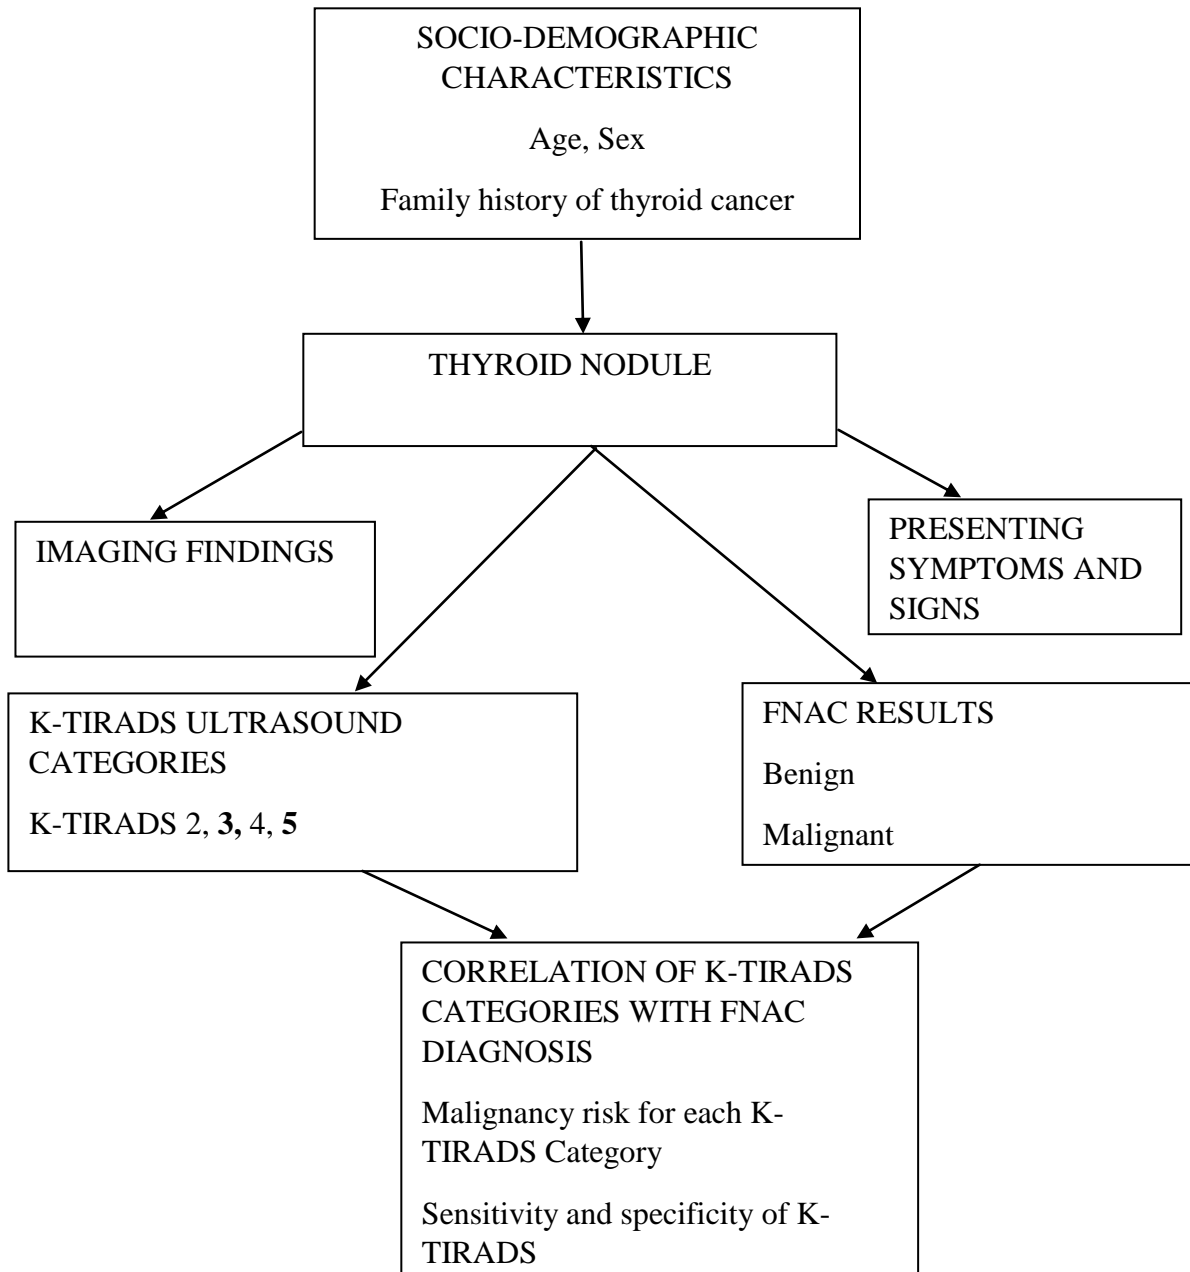 SOCIO-DEMOGRAPHIC
CHARACTERISTICS
Age, Sex
Family history of thyroid cancer
THYROID NODULE
IMAGING FINDINGS
PRESENTING
SYMPTOMS AND
SIGNS
K-TIRADS ULTRASOUND
CATEGORIES
K-TIRADS 2, 3, 4, 5
FNAC RESULTS
Benign
Malignant
CORRELATION OF K-TIRADS
CATEGORIES WITH FNAC
DIAGNOSIS
Malignancy risk for each K-
TIRADS Category
Sensitivity and specificity of K-
TIRADS